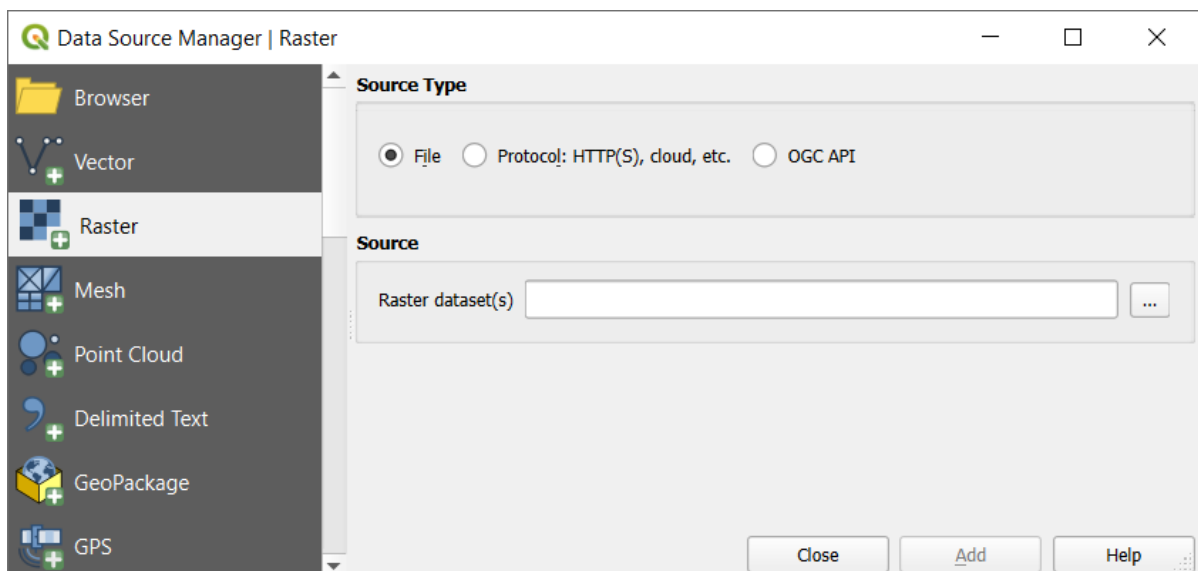 Data Source Manager | Raster
Browser
Vector
Raster
Mesh
Point Cloud
Delimited Text
GeoPackage
GPS
Source Type
File
Protocol: HTTP(S), cloud, etc.
OGC API
Source
Raster dataset(s)
...
Close
Add
Help